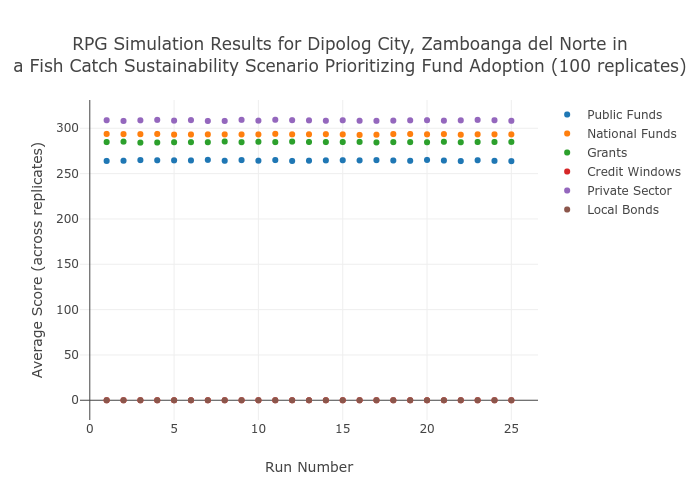 RPG Simulation Results for Dipolog City, Zamboanga del Norte in
a Fish Catch Sustainability Scenario Prioritizing Fund Adoption (100 replicates)
Average Score (across replicates)
300
250
200
150
100
50
0
0 5 10 15 20 25
Run Number
Public Funds
National Funds
Grants
Credit Windows
Private Sector
Local Bonds